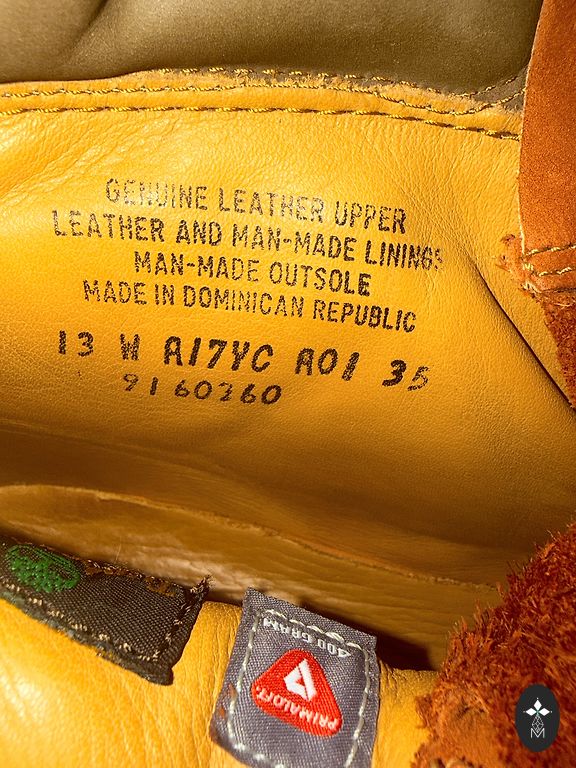 GENUINE LEATHER UPPER
LEATHER AND MAN-MADE LININGS
MAN-MADE OUTSOLE
MADE IN DOMINICAN REPUBLIC
13 W A17YC A01 35
9160260
400 GRAM
PRIMALOFT
M